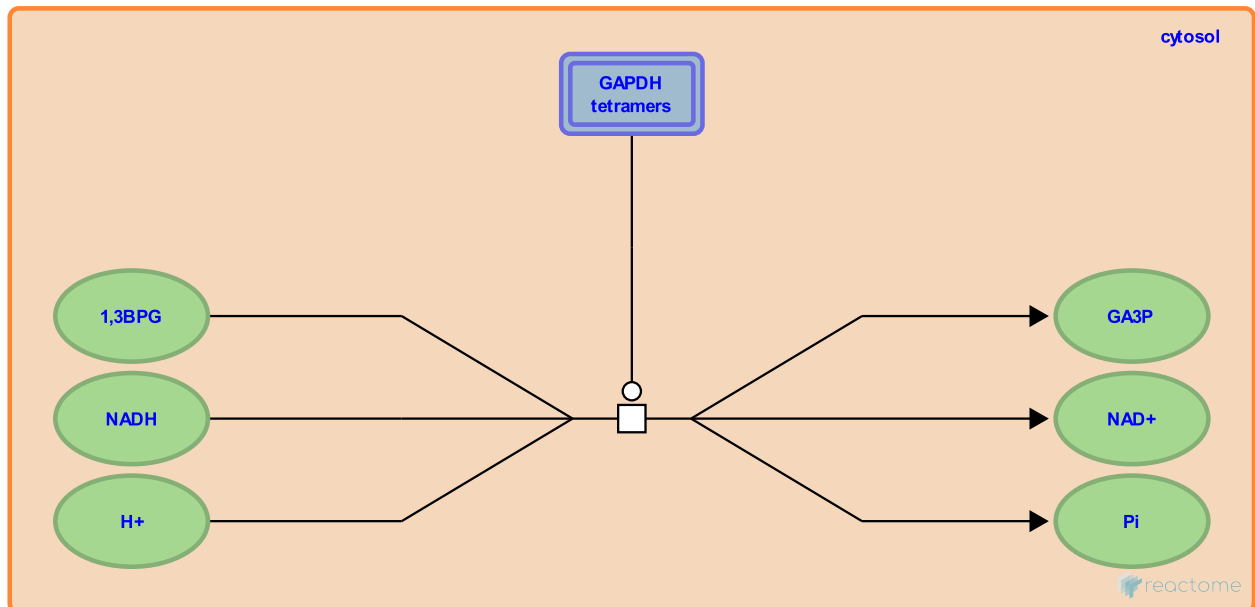 cytosol
GAPDH
tetramers
1,3BPG
GA3P
NADH
NAD+
H+
Pi
reactome